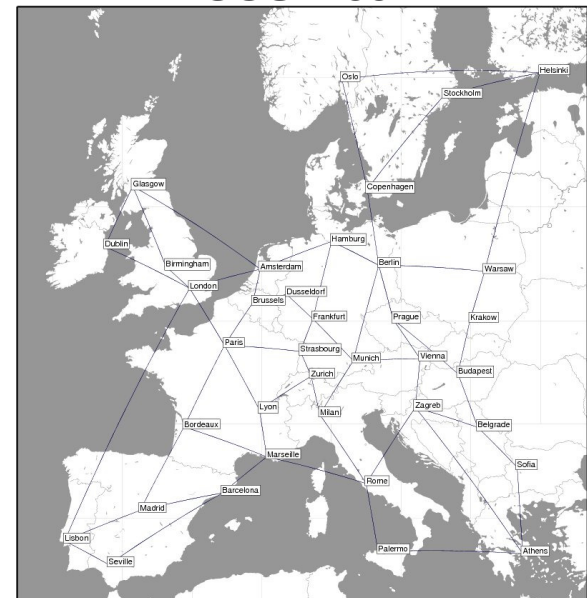 Oslo
Helsinki
Stockholm
Glasgow
Copenhagen
Dublin
Hamburg
Birmingham
Amsterdam
Berlin
Warsaw
London
Brussels
Dusseldorf
Frankfurt
Prague
Krakow
Paris
Strasbourg
Munich
Vienna
Zurich
Budapest
Lyon
Milan
Zagreb
Bordeaux
Belgrade
Marseille
Sofia
Rome
Barcelona
Madrid
Lisbon
Palermo
Athens
Seville